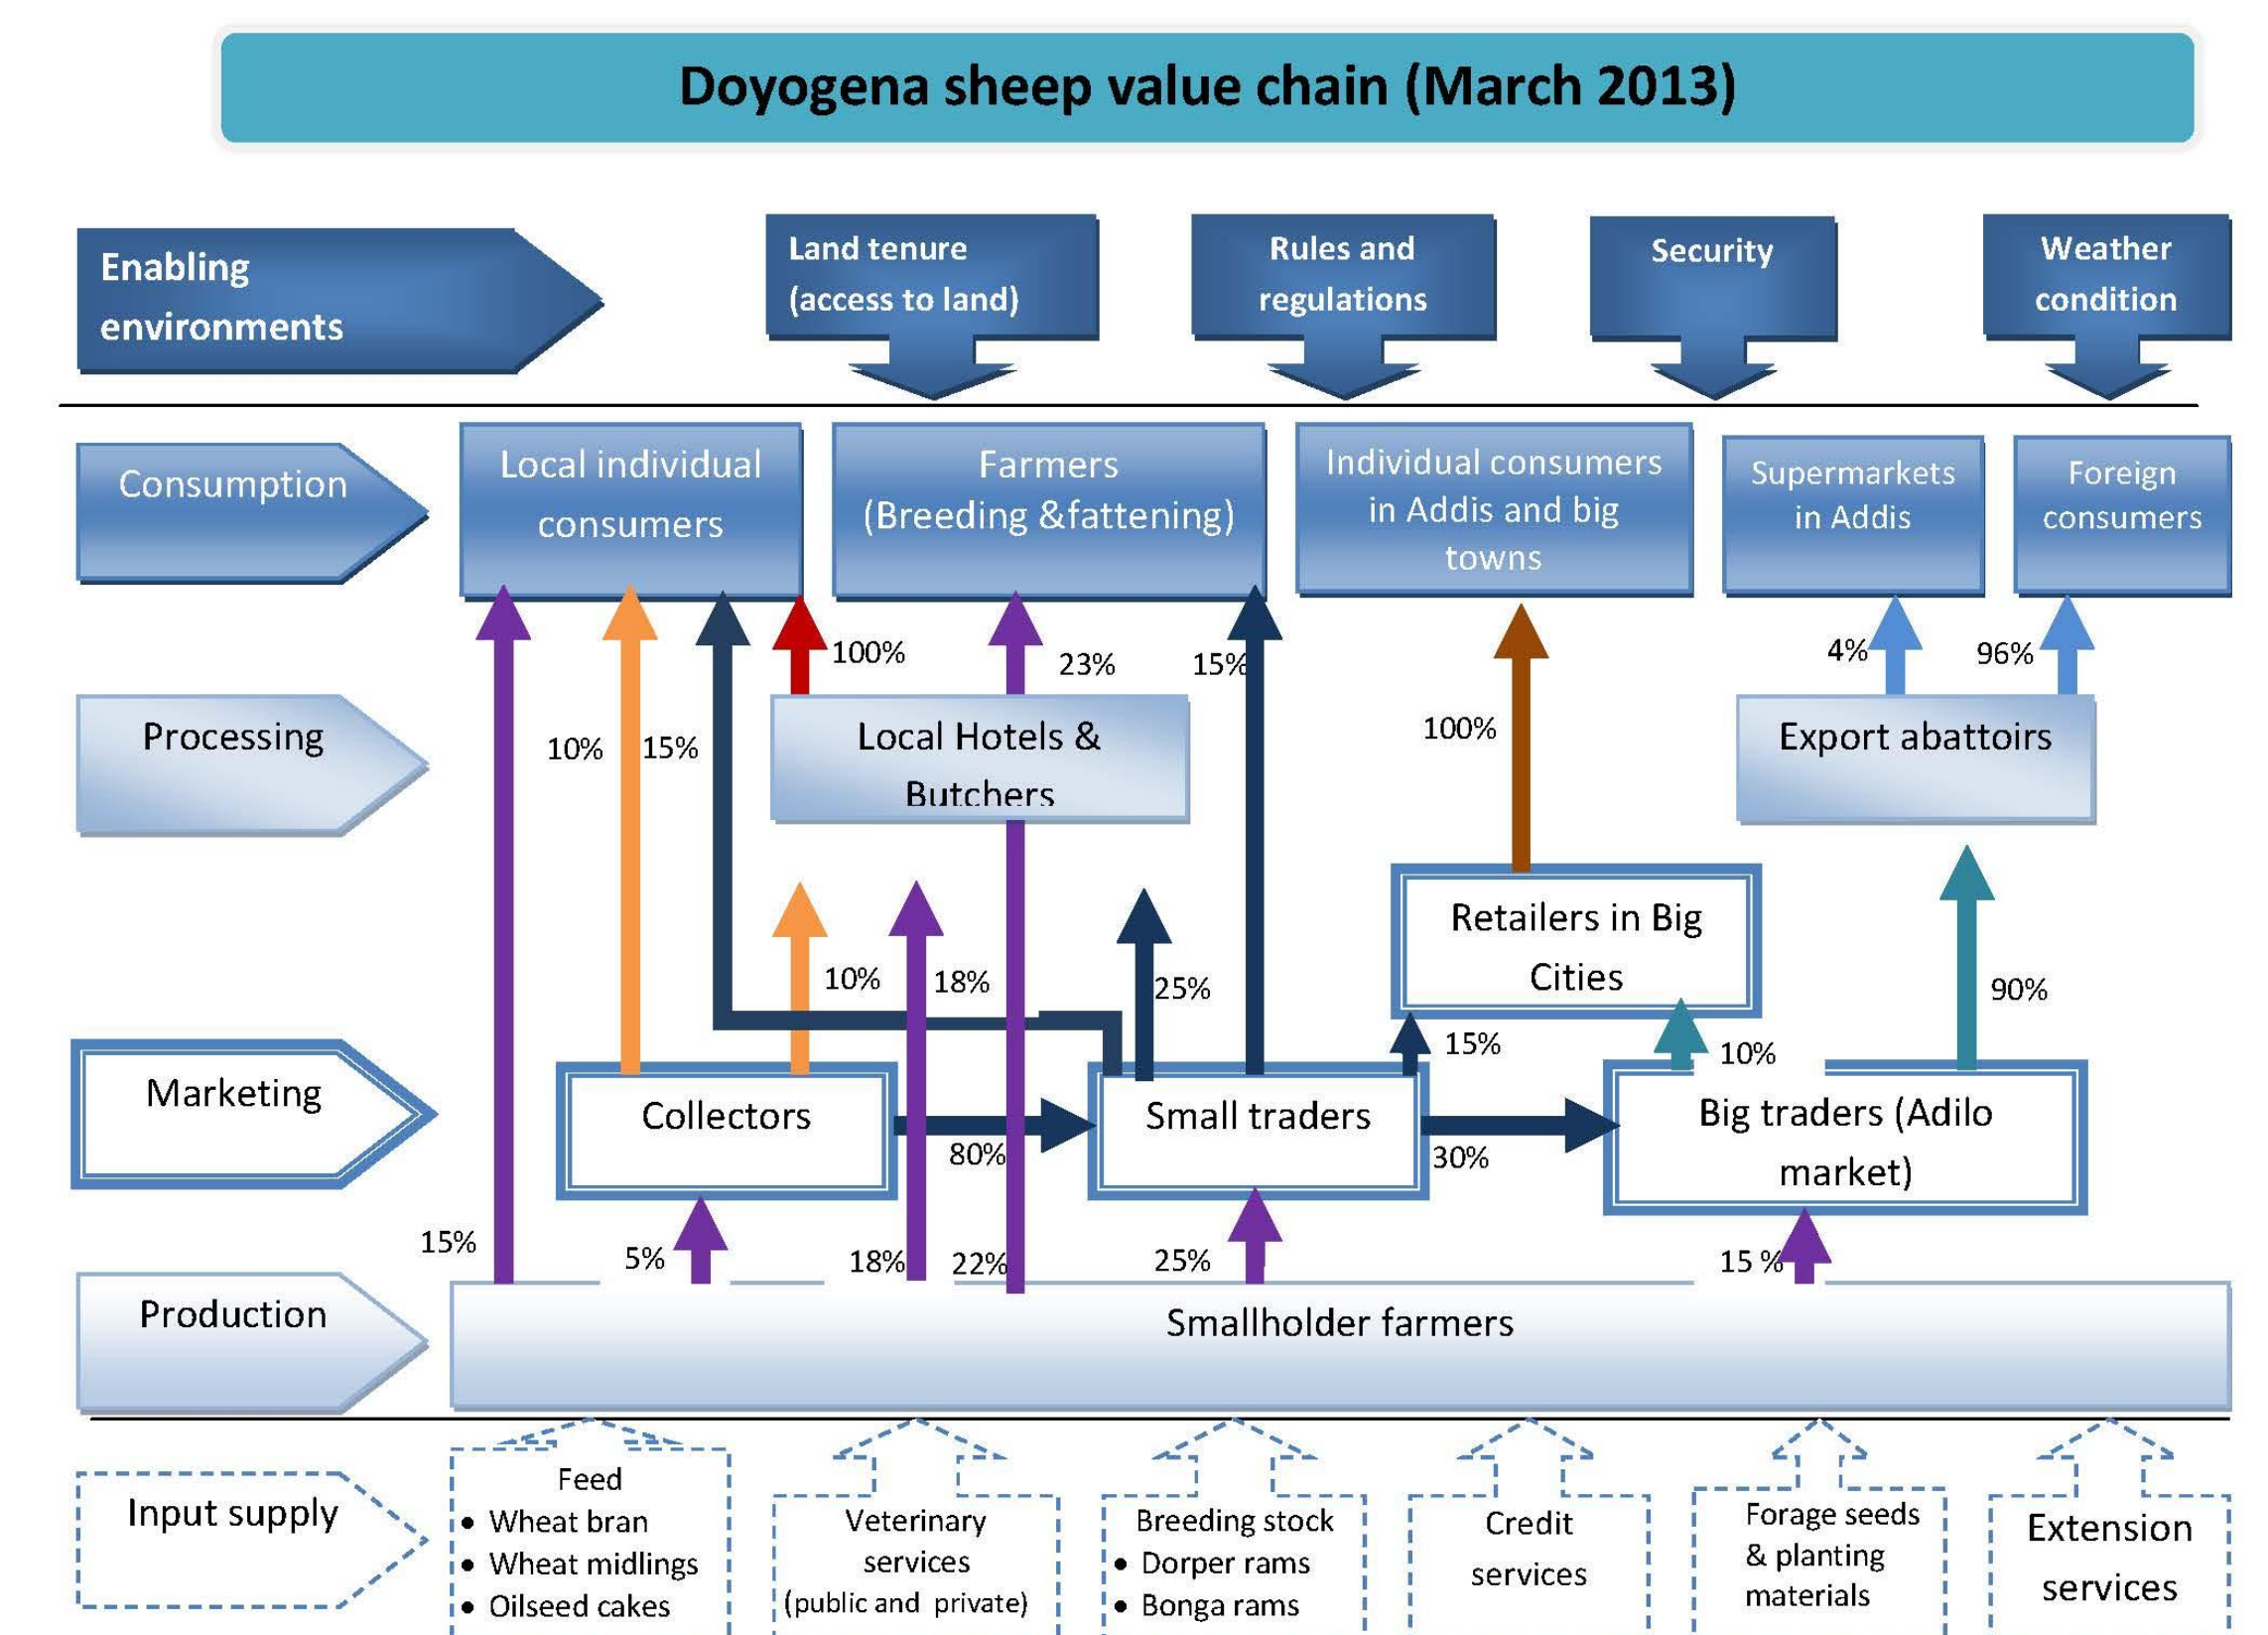 Doyogena sheep value chain (March 2013)
Enabling
environments
Land tenure
(access to land)
Rules and
regulations
Security
Weather
condition
Consumption
Local individual
consumers
Farmers
(Breeding &fattening)
Individual consumers
in Addis and big
towns
Supermarkets
in Addis
Foreign
consumers
100%
23%
15%
4%
96%
Processing
10%
15%
Local Hotels &
Butchers
100%
Export abattoirs
Retailers in Big
Cities
10%
18%
25%
90%
15%
10%
Marketing
Collectors
80%
Small traders
30%
Big traders (Adilo
market)
15%
5%
18%
22%
25%
15 %
Production
Smallholder farmers
Input supply
Feed
• Wheat bran
• Wheat midlings
• Oilseed cakes
Veterinary
services
(public and private)
Breeding stock
• Dorper rams
• Bonga rams
Credit
services
Forage seeds
& planting
materials
Extension
services